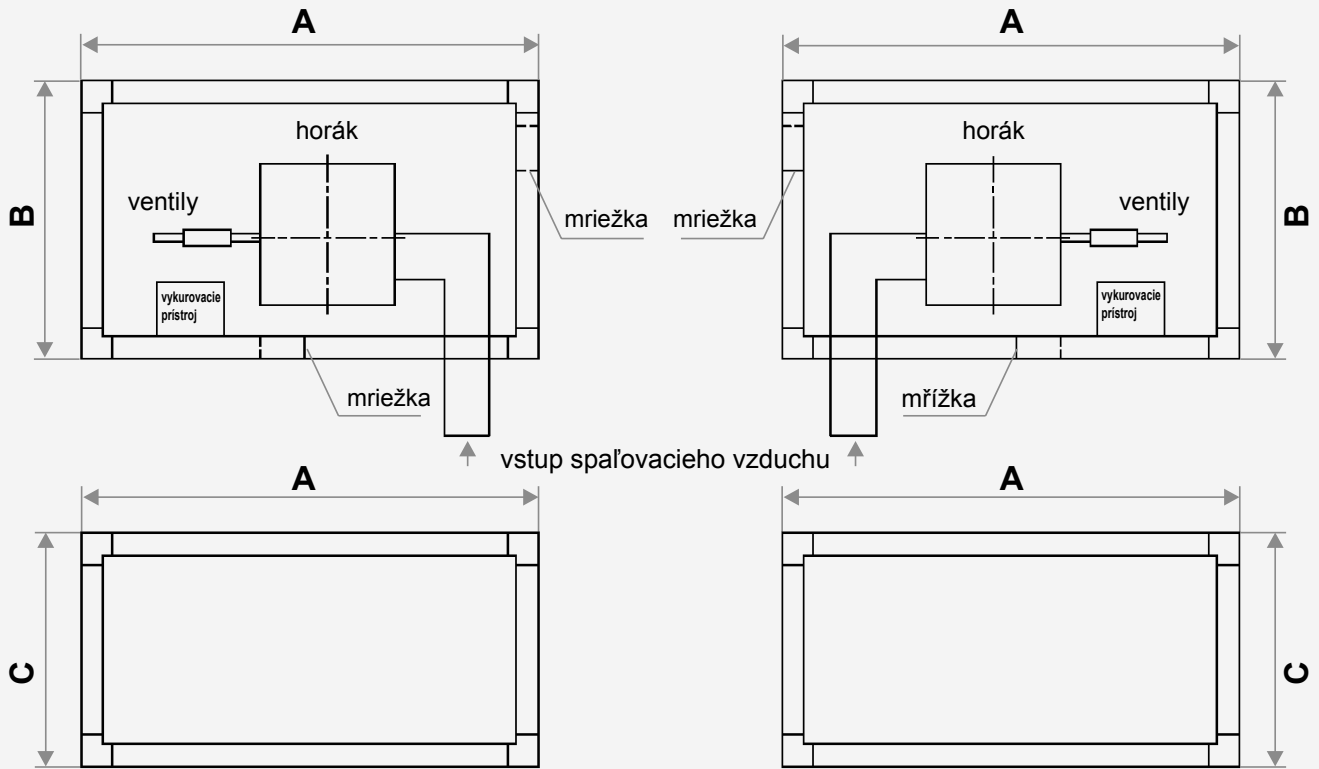 A
A
horák
horák
ventily
ventily
B
B
mriežka
mriežka
vykurovacie
prístroj
vykurovacie
prístroj
mriežka
mřížka
vstup spaľovacieho vzduchu
A
A
C
C